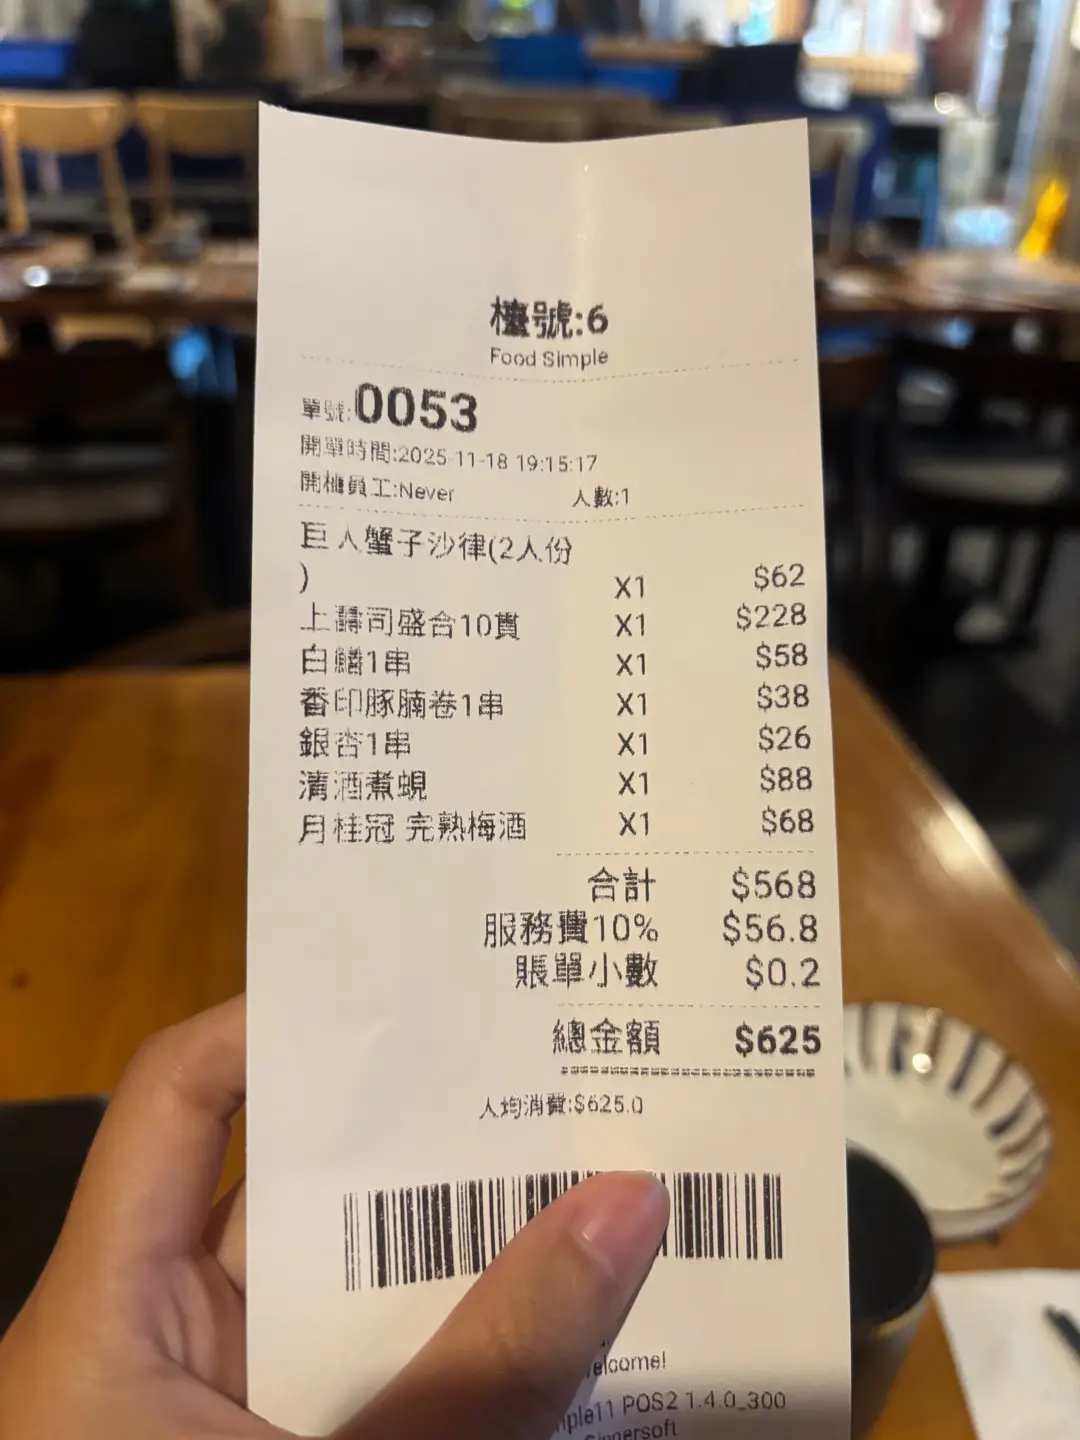 檯號:6
Food Simple
單號:0053
開單時間:2025-11-18 19:15:17
開檯員工:Never 人數:1
巨人蟹子沙律(2人份
) X1 $62
上壽司盛合10貫 X1 $228
白鱔1串 X1 $58
番印豚腩卷1串 X1 $38
銀杏1串 X1 $26
清酒煮蜆 X1 $88
月桂冠 完熟梅酒 X1 $68
合計 $568
服務費10% $56.8
賬單小數 $0.2
總金額 $625
人均消費:$625.0
elcome!
ple11 POS2 1.4.0_300